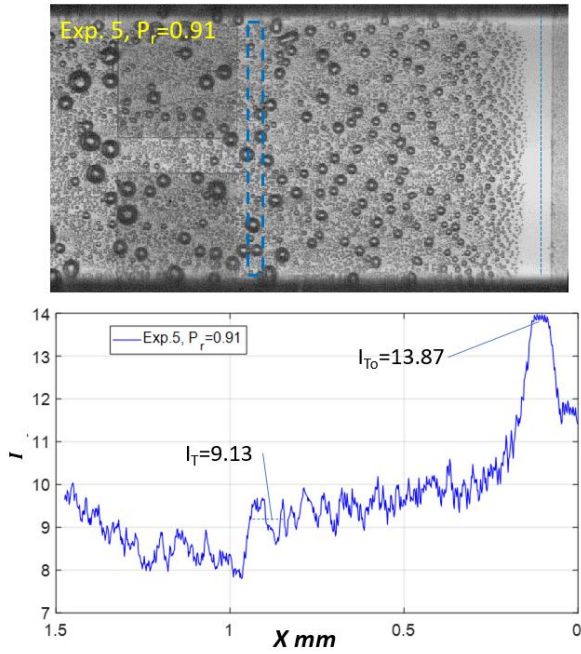 Exp. 5, Pr=0.91
14
Exp.5, Pr=0.91
13
ITo=13.87
12
11
I
IT=9.13
10
9
8
7
1.5
1
0.5
0
X mm